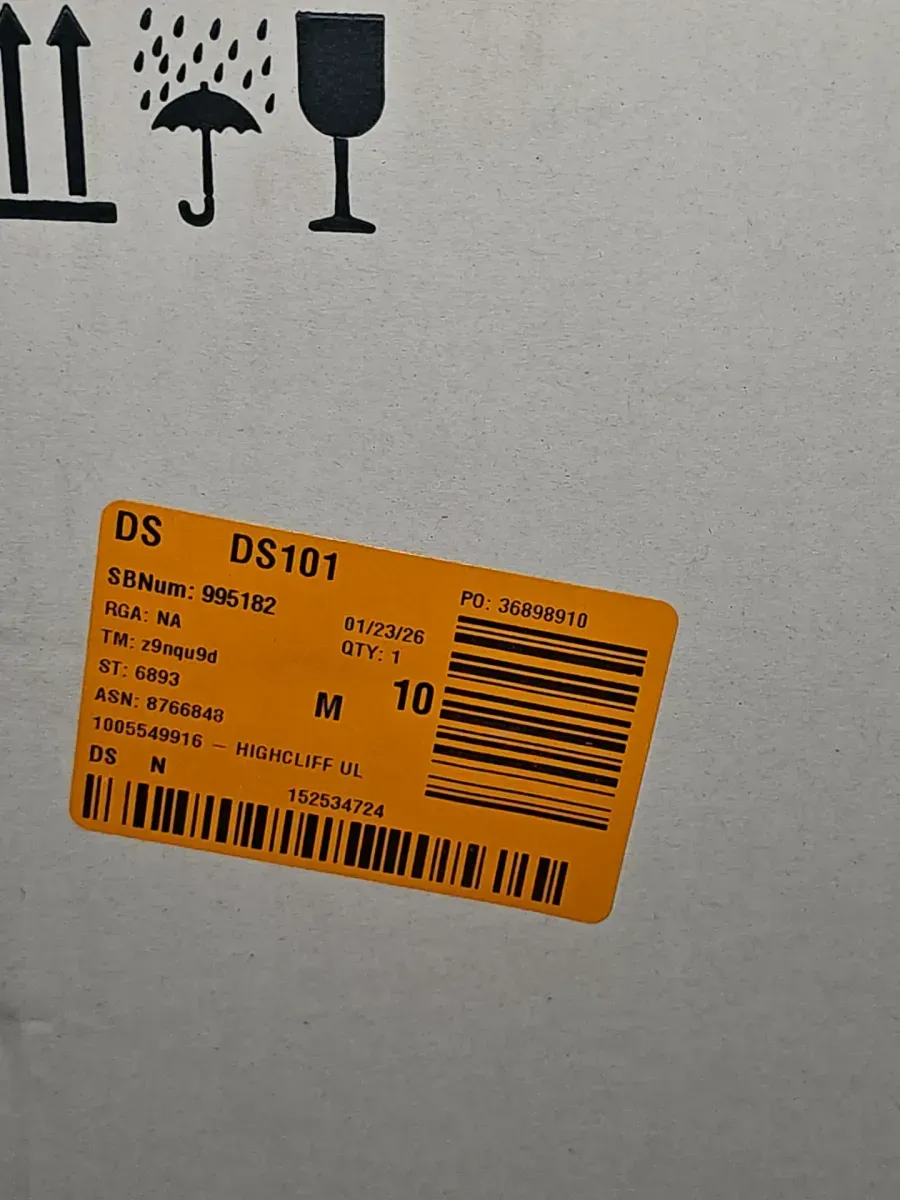 DS DS101
SBNum: 995182
RGA: NA
TM: z9nqu9d
ST: 6893
ASN: 8766848
1005549916 – HIGHCLIFF UL
DS N
152534724
01/23/26
QTY: 1
M 10
PO: 36898910